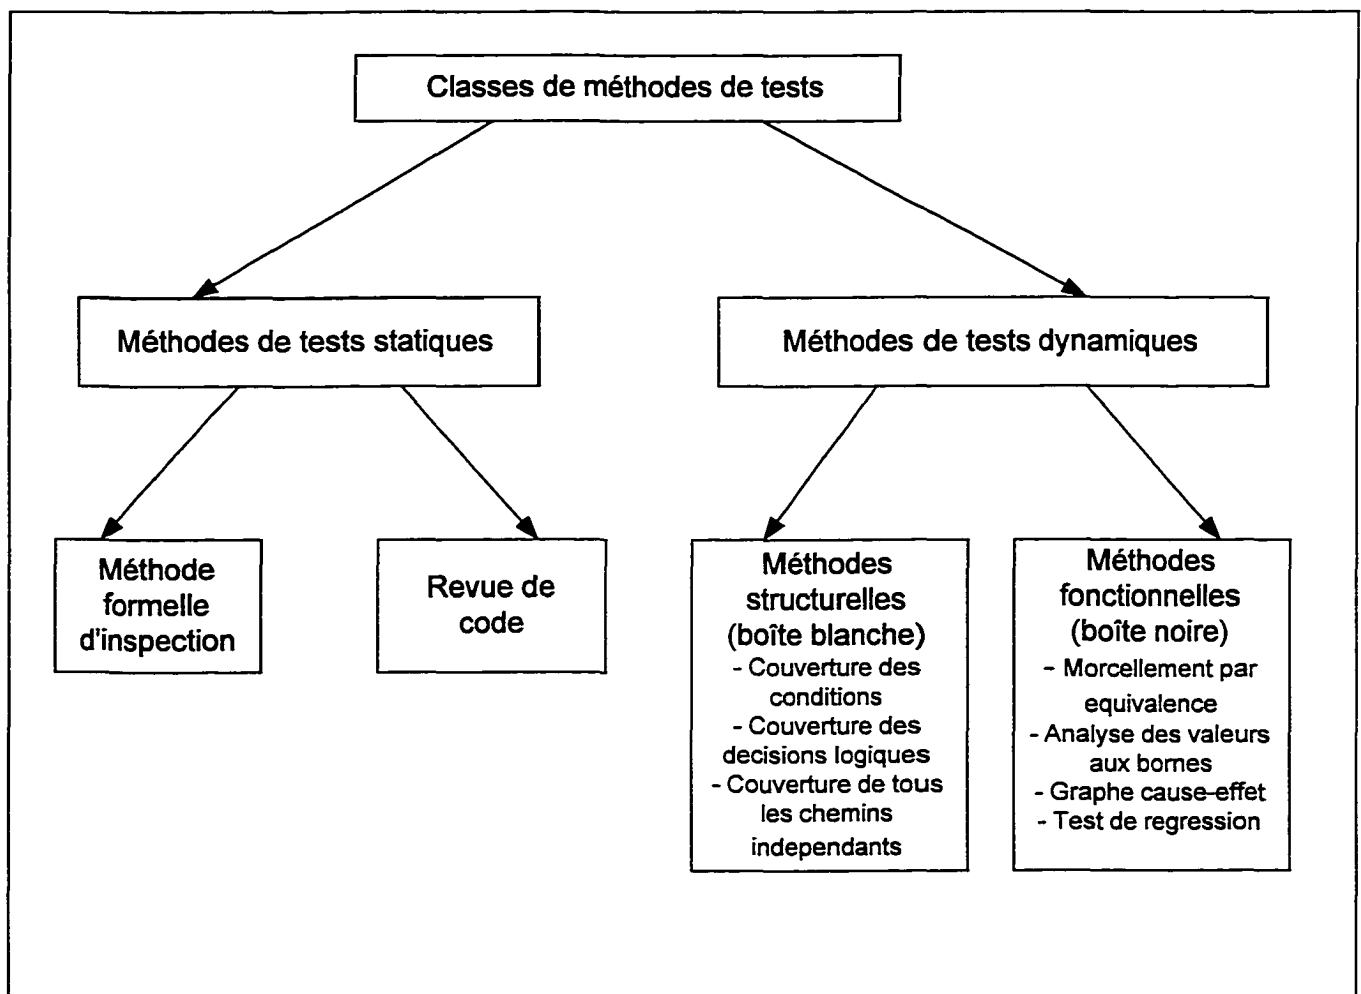 Classes de méthodes de tests
Méthodes de tests statiques
Méthodes de tests dynamiques
Méthode
formelle
d'inspection
Revue de
code
Méthodes
structurelles
(boîte blanche)
- Couverture des
conditions
- Couverture des
decisions logiques
- Couverture de tous
les chemins
independants
Méthodes
fonctionnelles
(boîte noire)
- Morcellement par
equivalence
- Analyse des valeurs
aux bornes
- Graphe cause-effet
- Test de regression